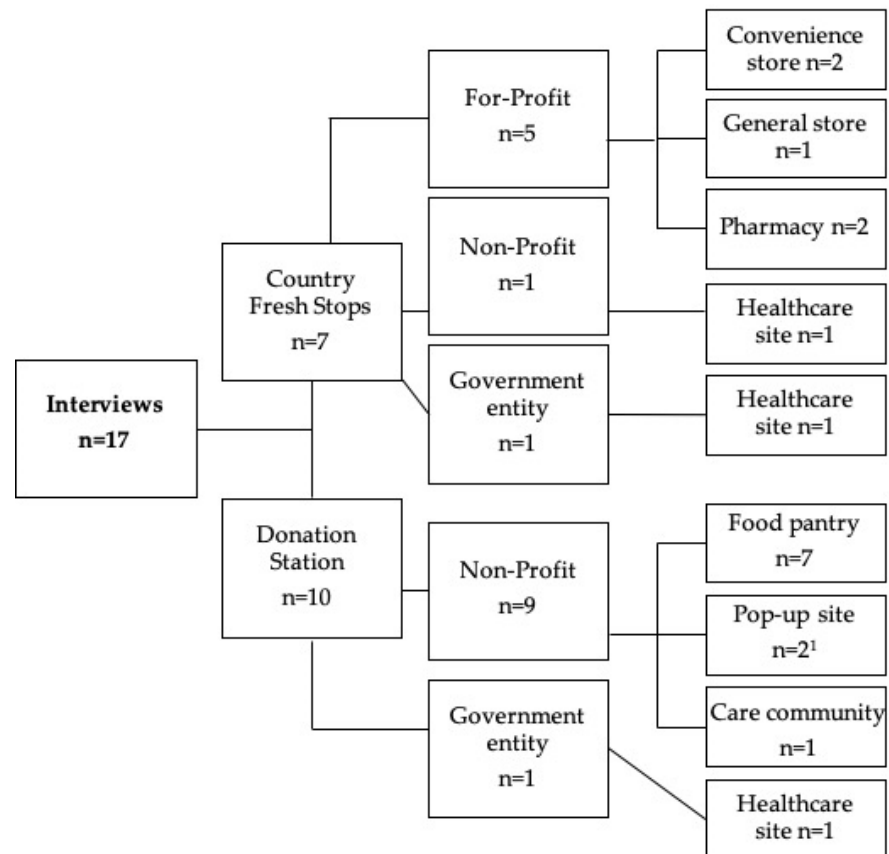 Interviews
n=17
Country
Fresh Stops
n=7
For-Profit
n=5
Convenience
store n=2
General store
n=1
Pharmacy n=2
Non-Profit
n=1
Healthcare
site n=1
Government
entity
n=1
Healthcare
site n=1
Donation
Station
n=10
Non-Profit
n=9
Food pantry
n=7
Pop-up site
n=2¹
Care community
n=1
Government
entity
n=1
Healthcare
site n=1